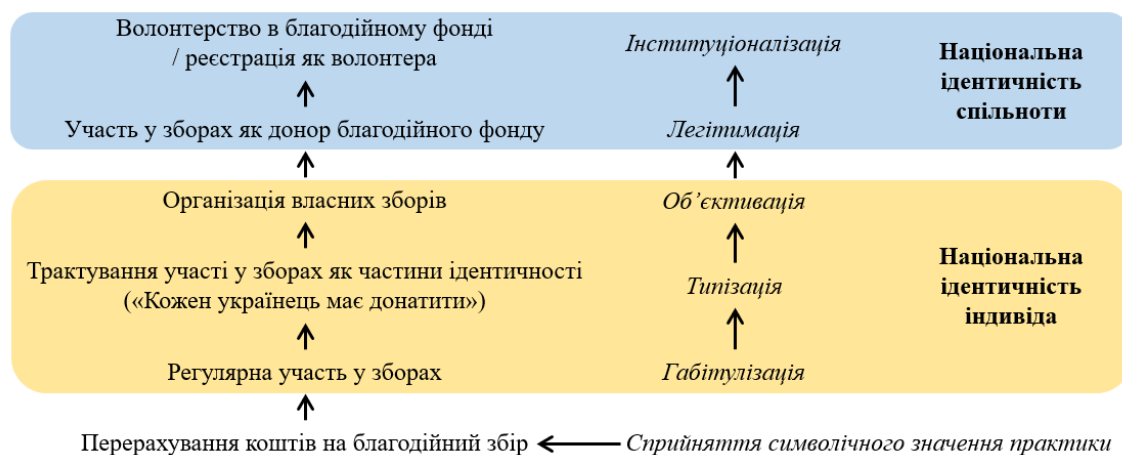 Волонтерство в благодійному фонді
/ реєстрація як волонтера
Інституціоналізація
Національна
ідентичність
спільноти
Участь у зборах як донор благодійного фонду
Легітимація
Організація власних зборів
Об’єктивація
Трактування участі у зборах як частини ідентичності
(«Кожен українець має донатити»)
Типізація
Національна
ідентичність
індивіда
Регулярна участь у зборах
Габітулізація
Перерахування коштів на благодійний збір
Сприйняття символічного значення практики